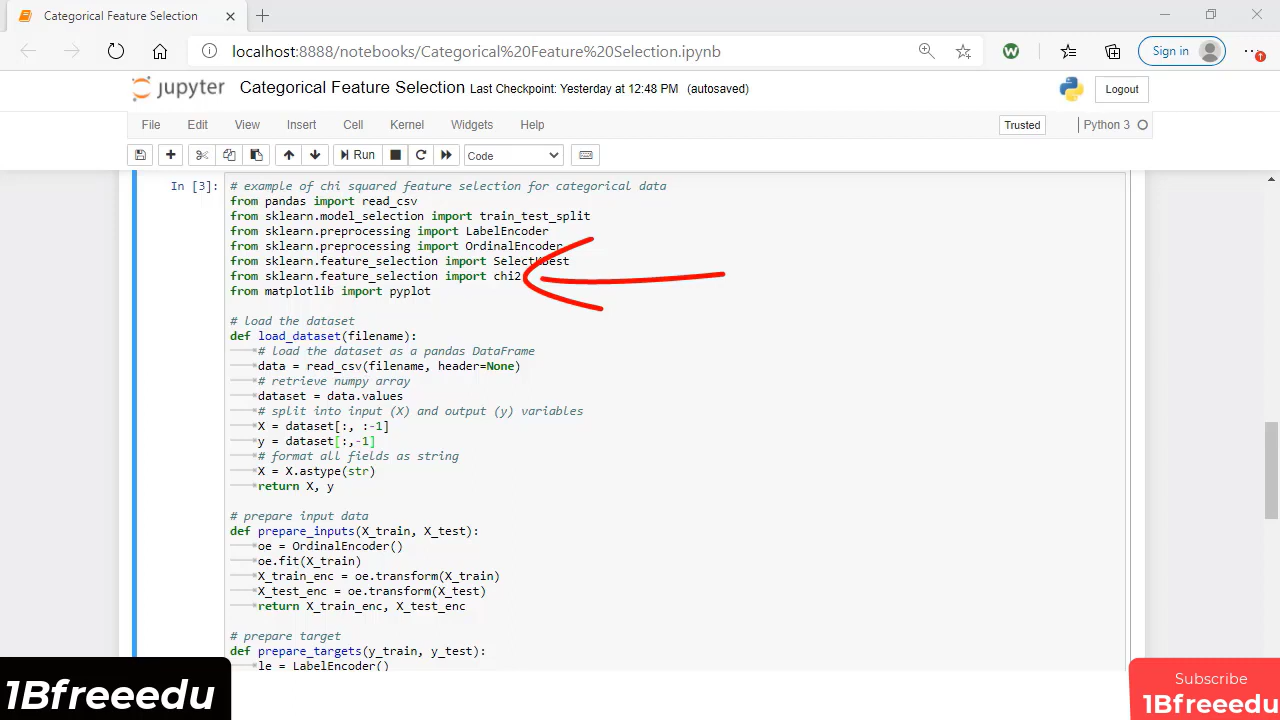 Categorical Feature Selection
localhost:8888/notebooks/Categorical%20Feature%20Selection.ipynb
W
Sign in
jupyter Categorical Feature Selection Last Checkpoint: Yesterday at 12:48 PM (autosaved)
Logout
File Edit View Insert Cell Kernel Widgets Help
Trusted
Python 3
Run
Code
In [3]:
# example of chi squared feature selection for categorical data
from pandas import read_csv
from sklearn.model_selection import train_test_split
from sklearn.preprocessing import LabelEncoder
from sklearn.preprocessing import OrdinalEncoder
from sklearn.feature_selection import SelectKBest
from sklearn.feature_selection import chi2
from matplotlib import pyplot
# load the dataset
def load_dataset(filename):
# load the dataset as a pandas DataFrame
data = read_csv(filename, header=None)
# retrieve numpy array
dataset = data.values
# split into input (X) and output (y) variables
X = dataset[:, :-1]
y = dataset[:,-1]
# format all fields as string
X = X.astype(str)
return X, y
# prepare input data
def prepare_inputs(X_train, X_test):
oe = OrdinalEncoder()
oe.fit(X_train)
X_train_enc = oe.transform(X_train)
X_test_enc = oe.transform(X_test)
return X_train_enc, X_test_enc
# prepare target
def prepare_targets(y_train, y_test):
le = LabelEncoder()
1Bfreeedu
Subscribe
1Bfreeedu